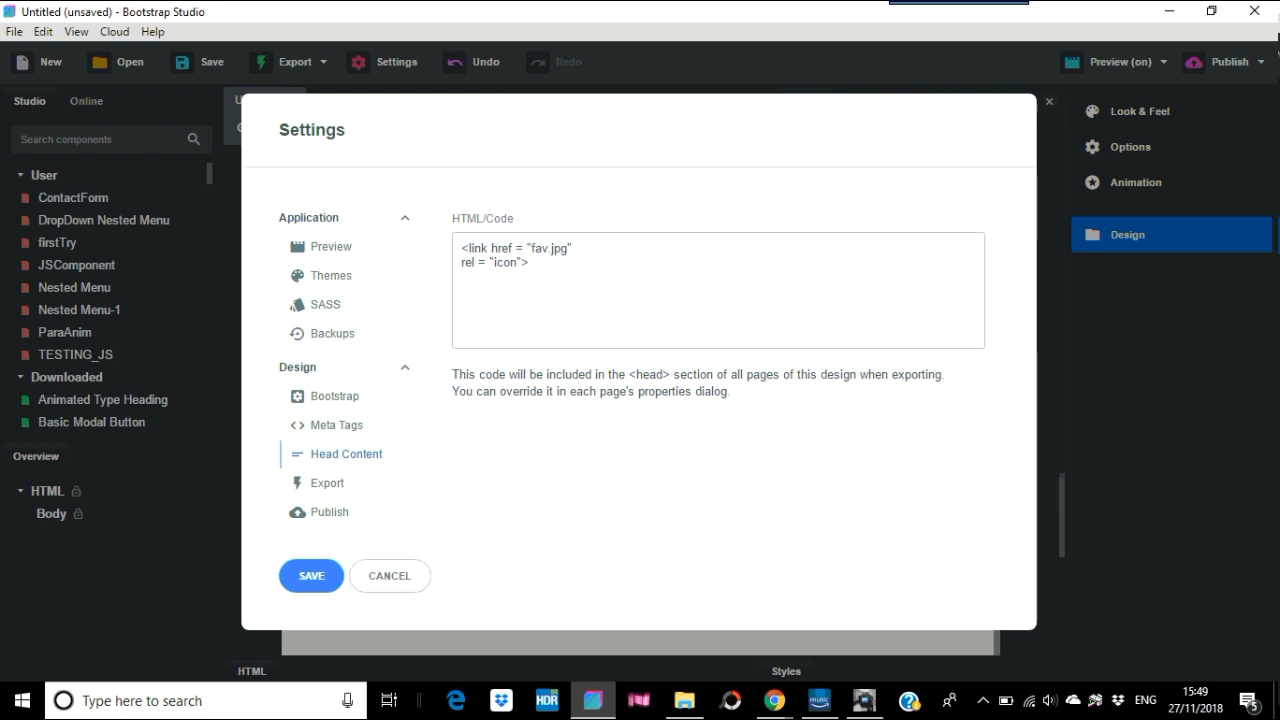 Untitled (unsaved) - Bootstrap Studio
File Edit View Cloud Help
New Open Save Export Settings Undo Redo Preview (on) Publish
Studio Online
Search components
User
ContactForm
DropDown Nested Menu
firstTry
JSComponent
Nested Menu
Nested Menu-1
ParaAnim
TESTING_JS
Downloaded
Animated Type Heading
Basic Modal Button
Overview
HTML
Body
Settings
Application
Preview
Themes
SASS
Backups
Design
Bootstrap
Meta Tags
Head Content
Export
Publish
HTML/Code
<link href = "fav.jpg"
rel = "icon">
This code will be included in the <head> section of all pages of this design when exporting.
You can override it in each page's properties dialog.
SAVE CANCEL
Look & Feel
Options
Animation
Design
HTML Styles
Type here to search
HDR
music
ENG
15:49
27/11/2018
5